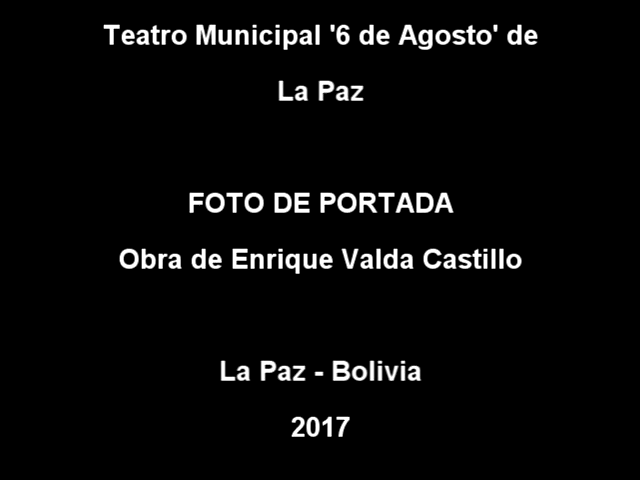 Teatro Municipal '6 de Agosto' de
La Paz
FOTO DE PORTADA
Obra de Enrique Valda Castillo
La Paz - Bolivia
2017